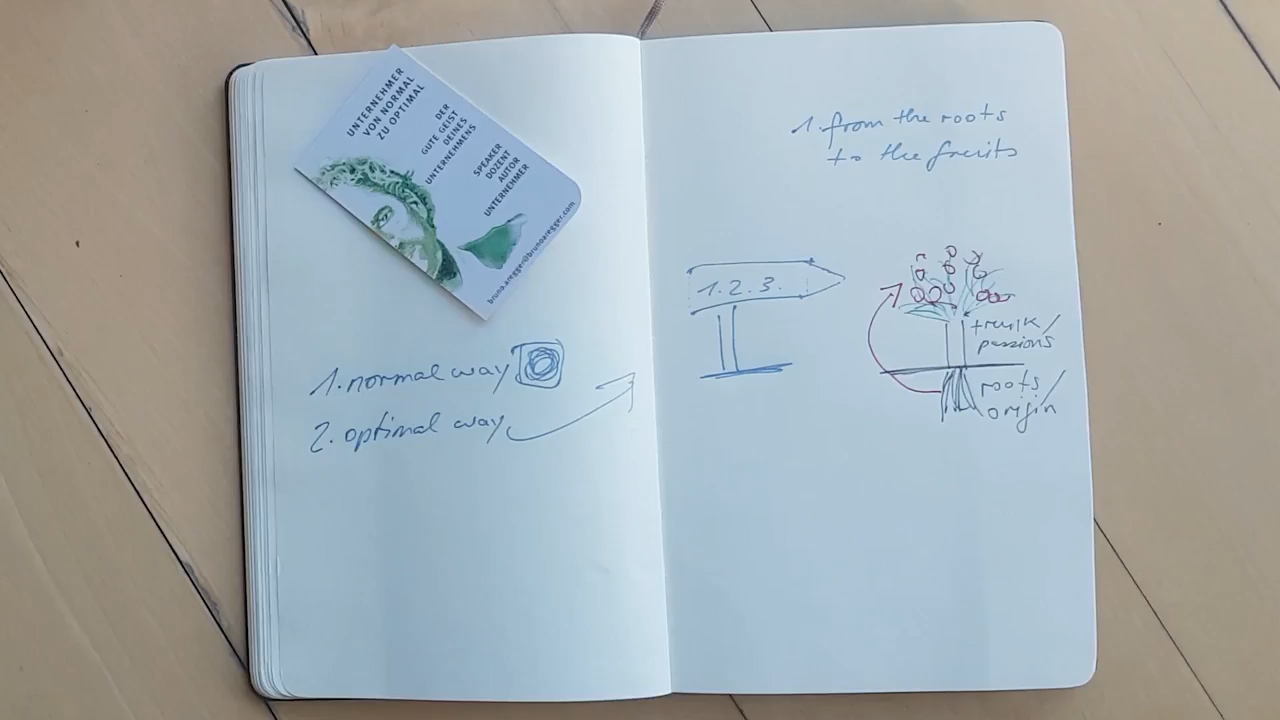 UNTERNEHMER
VON NORMAL
ZU OPTIMAL
DER
GUTE GEIST
DEINES
UNTERNEHMENS
SPEAKER
DOZENT
AUTOR
UNTERNEHMER
bruno.aregger@brunoaregger.com
1. normal way
2. optimal way
1. from the roots
to the fruits
1. 2. 3.
trunk/
passions
roots/
origin